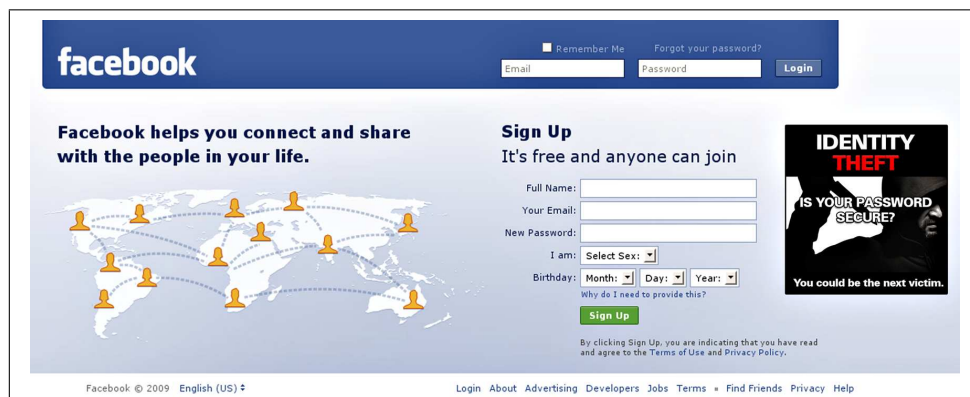 facebook
Remember Me Forgot your password?
Email Password Login
Facebook helps you connect and share
with the people in your life.
Sign Up
It's free and anyone can join
Full Name:
Your Email:
New Password:
I am: Select Sex:
Birthday: Month: Day: Year:
Why do I need to provide this?
Sign Up
By clicking Sign Up, you are indicating that you have read
and agree to the Terms of Use and Privacy Policy.
IDENTITY
THEFT
IS YOUR PASSWORD
SECURE?
You could be the next victim.
Facebook © 2009 English (US)
Login About Advertising Developers Jobs Terms ▪ Find Friends Privacy Help